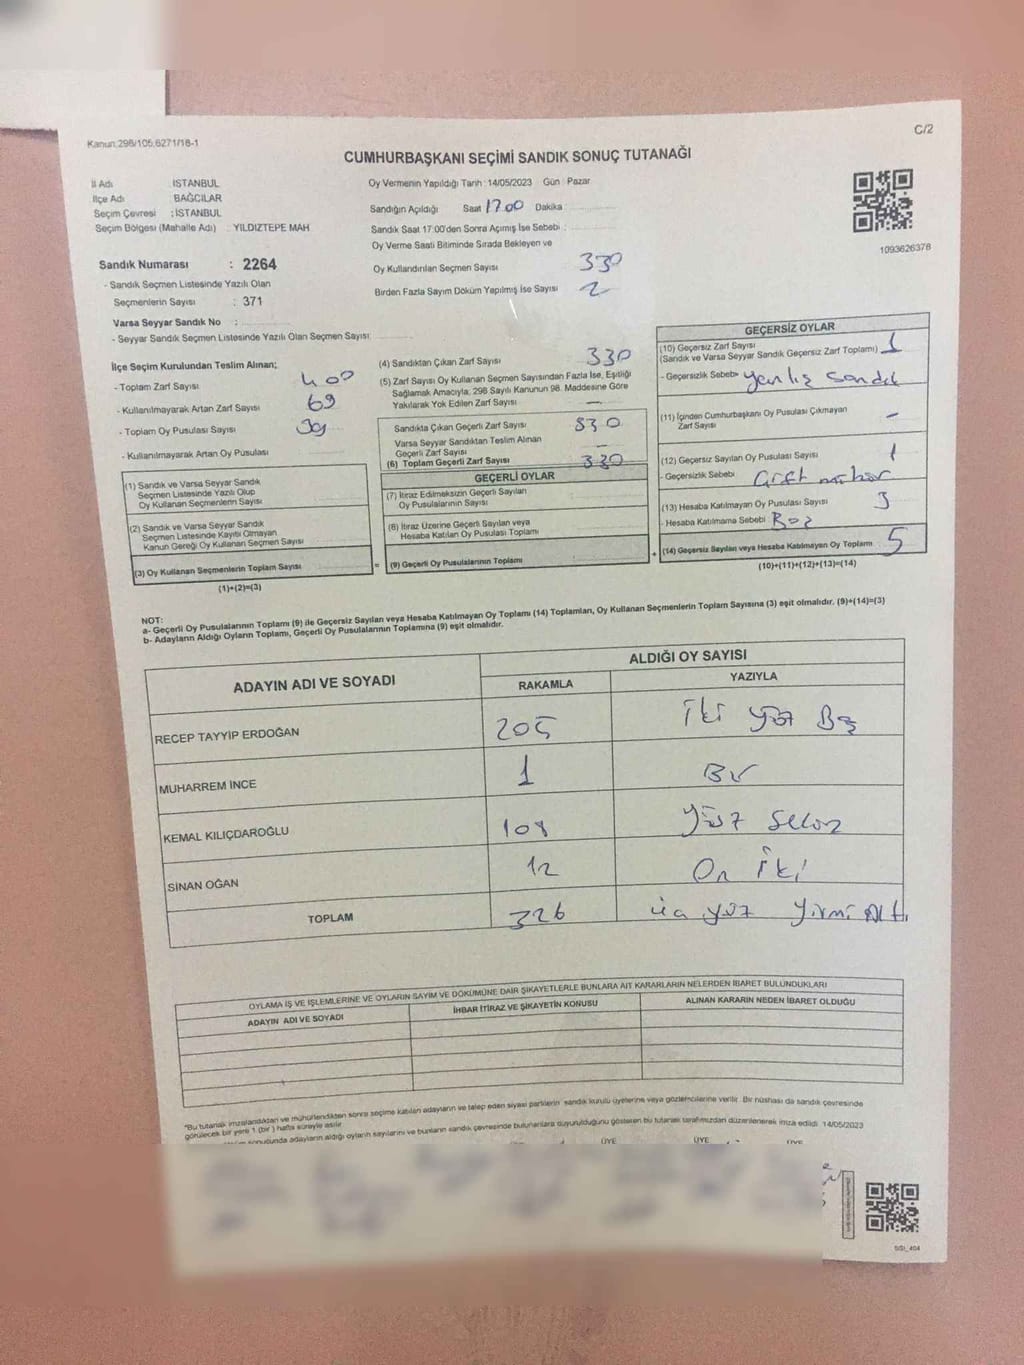 Kanun:298/105,6271/18-1
C/2
CUMHURBAŞKANI SEÇİMİ SANDIK SONUÇ TUTANAĞI
İl Adı : İSTANBUL
İlçe Adı : BAĞCILAR
Seçim Çevresi : İSTANBUL
Seçim Bölgesi (Mahalle Adı) : YILDIZTEPE MAH
Oy Vermenin Yapıldığı Tarih : 14/05/2023 Gün : Pazar
Sandığın Açıldığı Saat 17.00 Dakika
Sandık Saat 17:00'den Sonra Açımış İse Sebebi :
Oy Verme Saati Bitiminde Sırada Bekleyen ve
Oy Kullandırılan Seçmen Sayısı 330
Birden Fazla Sayım Döküm Yapılmış İse Sayısı 2
1093626376
Sandık Numarası : 2264
- Sandık Seçmen Listesinde Yazılı Olan
Seçmenlerin Sayısı : 371
Varsa Seyyar Sandık No :
- Seyyar Sandık Seçmen Listesinde Yazılı Olan Seçmen Sayısı:
İlçe Seçim Kurulundan Teslim Alınan;
- Toplam Zarf Sayısı 400
- Kullanılmayarak Artan Zarf Sayısı 69
- Toplam Oy Pusulası Sayısı
- Kullanılmayarak Artan Oy Pusulası
(1) Sandık ve Varsa Seyyar Sandık
Seçmen Listesinde Yazılı Olup
Oy Kullanan Seçmenlerin Sayısı
(2) Sandık ve Varsa Seyyar Sandık
Seçmen Listesinde Kayıtlı Olmayan
Kanun Gereği Oy Kullanan Seçmen Sayısı
(3) Oy Kullanan Seçmenlerin Toplam Sayısı
(1)+(2)=(3)
(4) Sandıktan Çıkan Zarf Sayısı 330
(5) Zarf Sayısı Oy Kullanan Seçmen Sayısından Fazla İse, Eşitliği
Sağlamak Amacıyla, 298 Sayılı Kanunun 98. Maddesine Göre
Yakılarak Yok Edilen Zarf Sayısı –
Sandıkta Çıkan Geçerli Zarf Sayısı 330
Varsa Seyyar Sandıktan Teslim Alınan
Geçerli Zarf Sayısı –
(6) Toplam Geçerli Zarf Sayısı 330
GEÇERLİ OYLAR
(7) İtiraz Edilmeksizin Geçerli Sayılan
Oy Pusulalarının Sayısı
(8) İtiraz Üzerine Geçerli Sayılan veya
Hesaba Katılan Oy Pusulası Toplamı
= (9) Geçerli Oy Pusulalarının Toplamı
GEÇERSİZ OYLAR
(10) Geçersiz Zarf Sayısı
(Sandık ve Varsa Seyyar Sandık Geçersiz Zarf Toplamı) 1
- Geçersizlik Sebebi Yanlış sandık
(11) İçinden Cumhurbaşkanı Oy Pusulası Çıkmayan
Zarf Sayısı –
(12) Geçersiz Sayılan Oy Pusulası Sayısı 1
- Geçersizlik Sebebi Çift mühür
(13) Hesaba Katılmayan Oy Pusulası Sayısı 3
- Hesaba Katılmama Sebebi Boş
+ (14) Geçersiz Sayılan veya Hesaba Katılmayan Oy Toplamı 5
(10)+(11)+(12)+(13)=(14)
NOT:
a- Geçerli Oy Pusulalarının Toplamı (9) ile Geçersiz Sayılan veya Hesaba Katılmayan Oy Toplamı (14) Toplamları, Oy Kullanan Seçmenlerin Toplam Sayısına (3) eşit olmalıdır. (9)+(14)=(3)
b- Adayların Aldığı Oyların Toplamı, Geçerli Oy Pusulalarının Toplamına (9) eşit olmalıdır.
ADAYIN ADI VE SOYADI
ALDIĞI OY SAYISI
RAKAMLA YAZIYLA
RECEP TAYYİP ERDOĞAN 205 İki yüz Beş
MUHARREM İNCE 1 Bir
KEMAL KILIÇDAROĞLU 108 Yüz Sekiz
SİNAN OĞAN 12 On İki
TOPLAM 326 üç yüz Yirmi Altı
OYLAMA İŞ VE İŞLEMLERİNE VE OYLARIN SAYIM VE DÖKÜMÜNE DAİR ŞİKAYETLERLE BUNLARA AİT KARARLARIN NELERDEN İBARET BULUNDUKLARI
ADAYIN ADI VE SOYADI İHBAR İTİRAZ VE ŞİKAYETİN KONUSU ALINAN KARARIN NEDEN İBARET OLDUĞU
*Bu tutanak imzalandıktan ve mühürlendikten sonra seçime katılan adayların ve talep eden siyasi partilerin sandık kurulu üyelerine veya gözlemcilerine verilir. Bir nüshası da sandık çevresinde
görülecek bir yere 1 (bir) hafta süreyle asılır.
sonucunda adayların aldığı oyların sayılarını ve bunların sandık çevresinde bulunanlara duyurulduğunu gösteren bu tutanak tarafımızdan düzenlenerek imza edildi. 14/05/2023
ÜYE ÜYE ÜYE